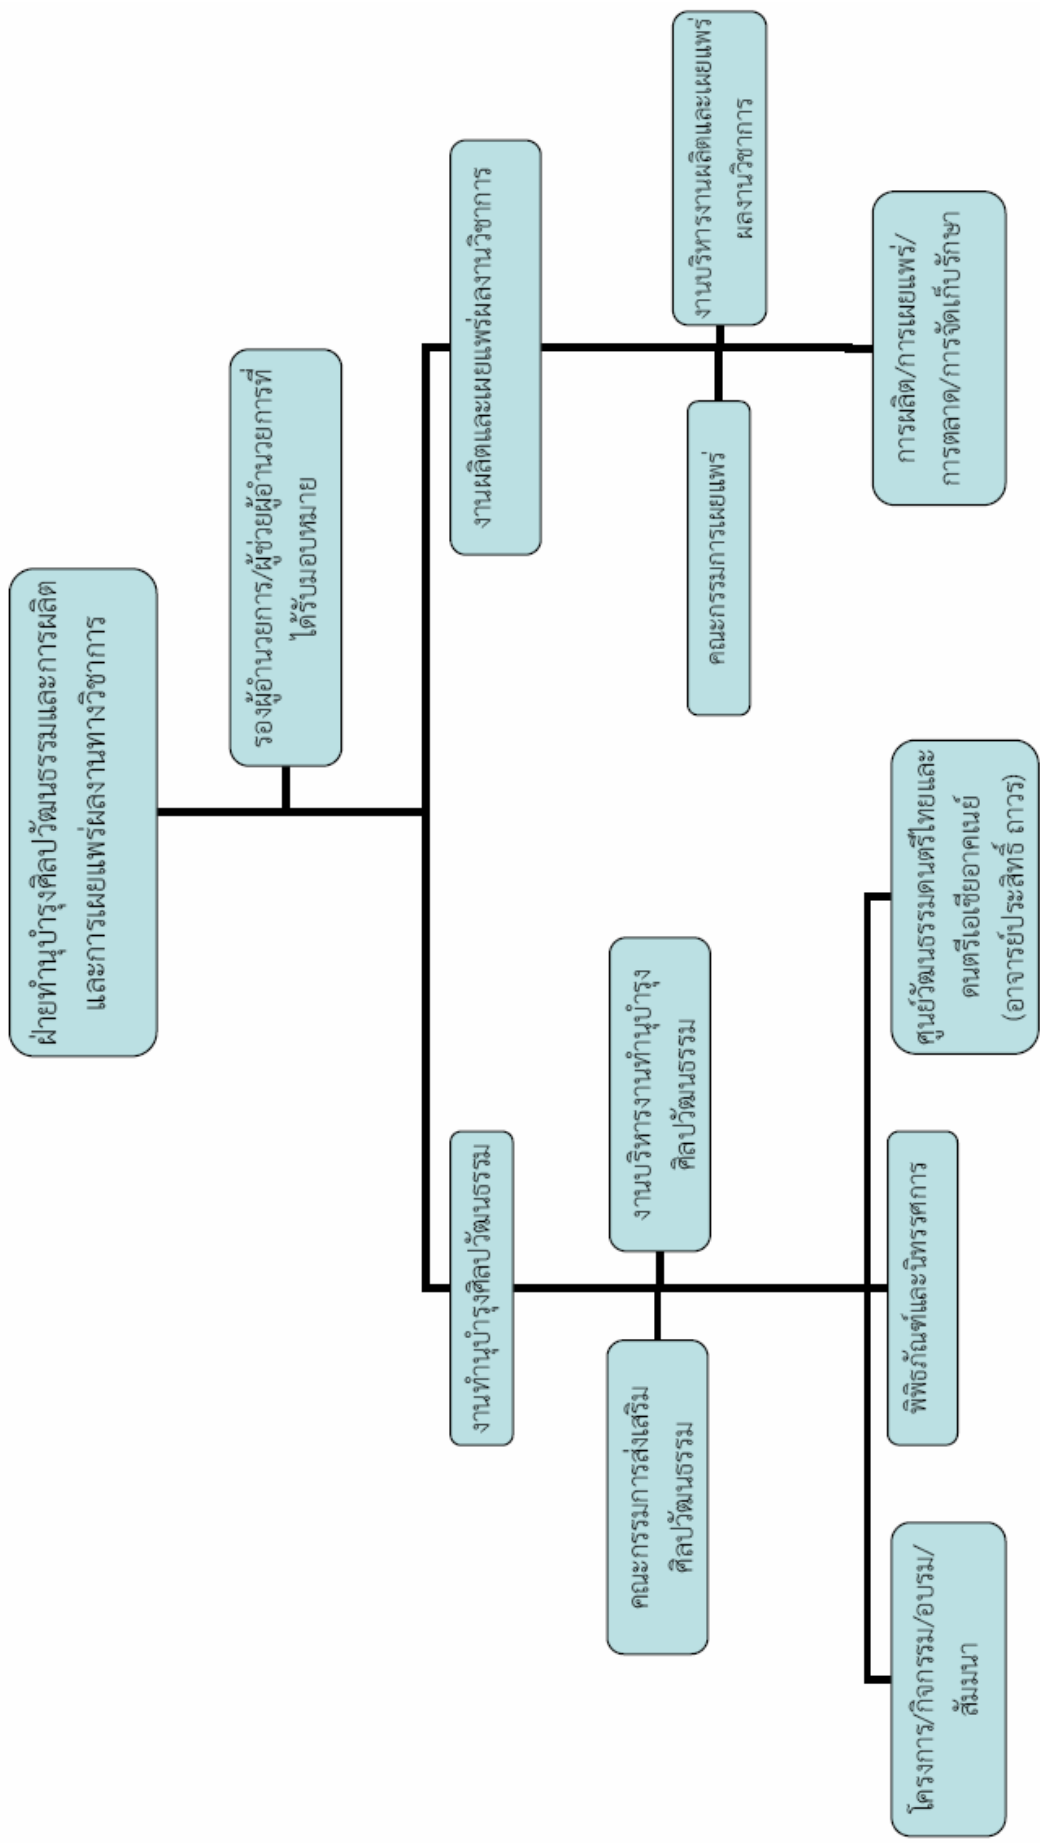 ฝ่ายทำนุบำรุงศิลปวัฒนธรรมและการผลิต
และการเผยแพร่ผลงานทางวิชาการ
รองผู้อำนวยการ/ผู้ช่วยผู้อำนวยการที่
ได้รับมอบหมาย
งานทำนุบำรุงศิลปวัฒนธรรม
งานผลิตและเผยแพร่ผลงานวิชาการ
คณะกรรมการส่งเสริม
ศิลปวัฒนธรรม
งานบริหารงานทำนุบำรุง
ศิลปวัฒนธรรม
คณะกรรมการเผยแพร่
งานบริหารงานผลิตและเผยแพร่
ผลงานวิชาการ
โครงการ/กิจกรรม/อบรม/
สัมมนา
พิพิธภัณฑ์และนิทรรศการ
ศูนย์วัฒนธรรมดนตรีไทยและ
ดนตรีเอเชียอาคเนย์
(อาจารย์ประสิทธิ์ ถาวร)
การผลิต/การเผยแพร่/
การตลาด/การจัดเก็บรักษา